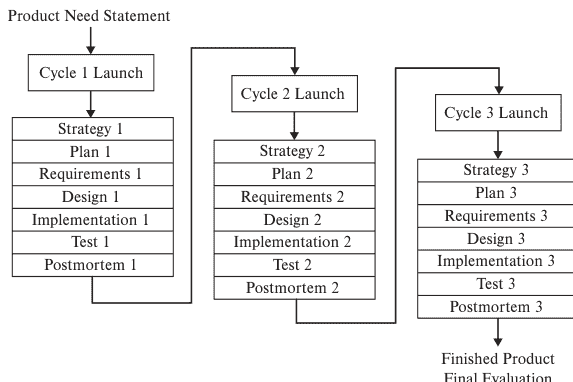 Product Need Statement
Cycle 1 Launch
Strategy 1
Plan 1
Requirements 1
Design 1
Implementation 1
Test 1
Postmortem 1
Cycle 2 Launch
Strategy 2
Plan 2
Requirements 2
Design 2
Implementation 2
Test 2
Postmortem 2
Cycle 3 Launch
Strategy 3
Plan 3
Requirements 3
Design 3
Implementation 3
Test 3
Postmortem 3
Finished Product
Final Evaluation